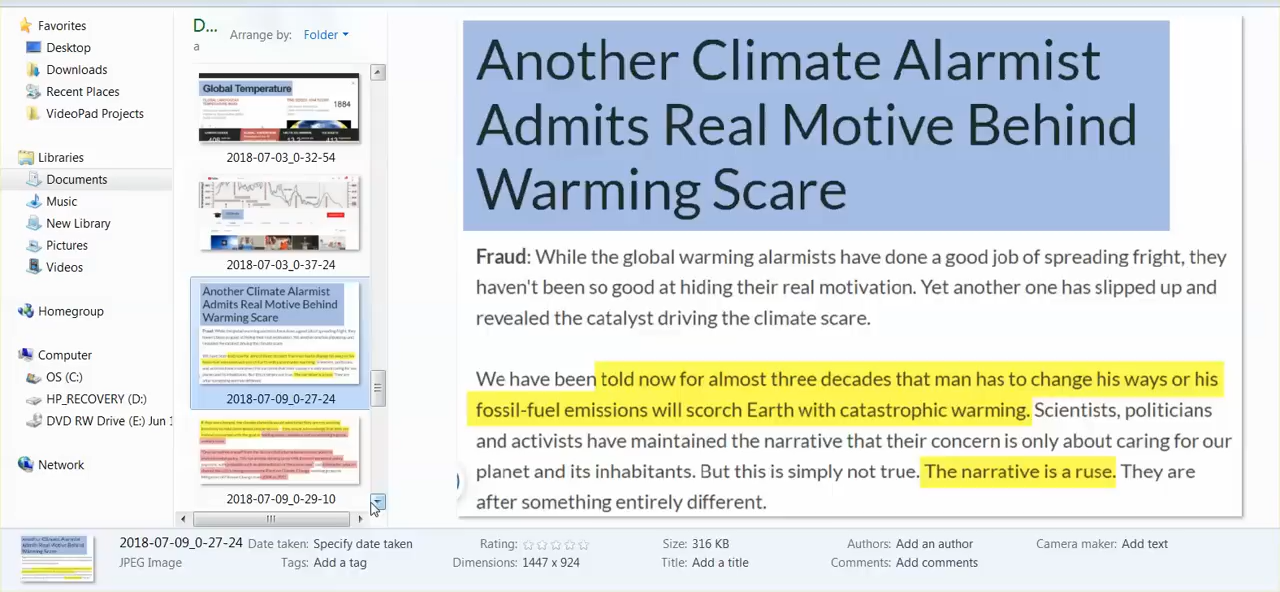 Favorites
Desktop
Downloads
Recent Places
VideoPad Projects
Libraries
Documents
Music
New Library
Pictures
Videos
Homegroup
Computer
OS (C:)
HP_RECOVERY (D:)
DVD RW Drive (E:) Jun 1
Network
D...
a
Arrange by: Folder
Global Temperature
1884
2018-07-03_0-32-54
2018-07-03_0-37-24
Another Climate Alarmist
Admits Real Motive Behind
Warming Scare
2018-07-09_0-27-24
2018-07-09_0-29-10
Another Climate Alarmist
Admits Real Motive Behind
Warming Scare
Fraud: While the global warming alarmists have done a good job of spreading fright, they
haven't been so good at hiding their real motivation. Yet another one has slipped up and
revealed the catalyst driving the climate scare.
We have been told now for almost three decades that man has to change his ways or his
fossil-fuel emissions will scorch Earth with catastrophic warming. Scientists, politicians
and activists have maintained the narrative that their concern is only about caring for our
planet and its inhabitants. But this is simply not true. The narrative is a ruse. They are
after something entirely different.
2018-07-09_0-27-24 Date taken: Specify date taken Rating: Size: 316 KB Authors: Add an author Camera maker: Add text
JPEG Image Tags: Add a tag Dimensions: 1447 x 924 Title: Add a title Comments: Add comments